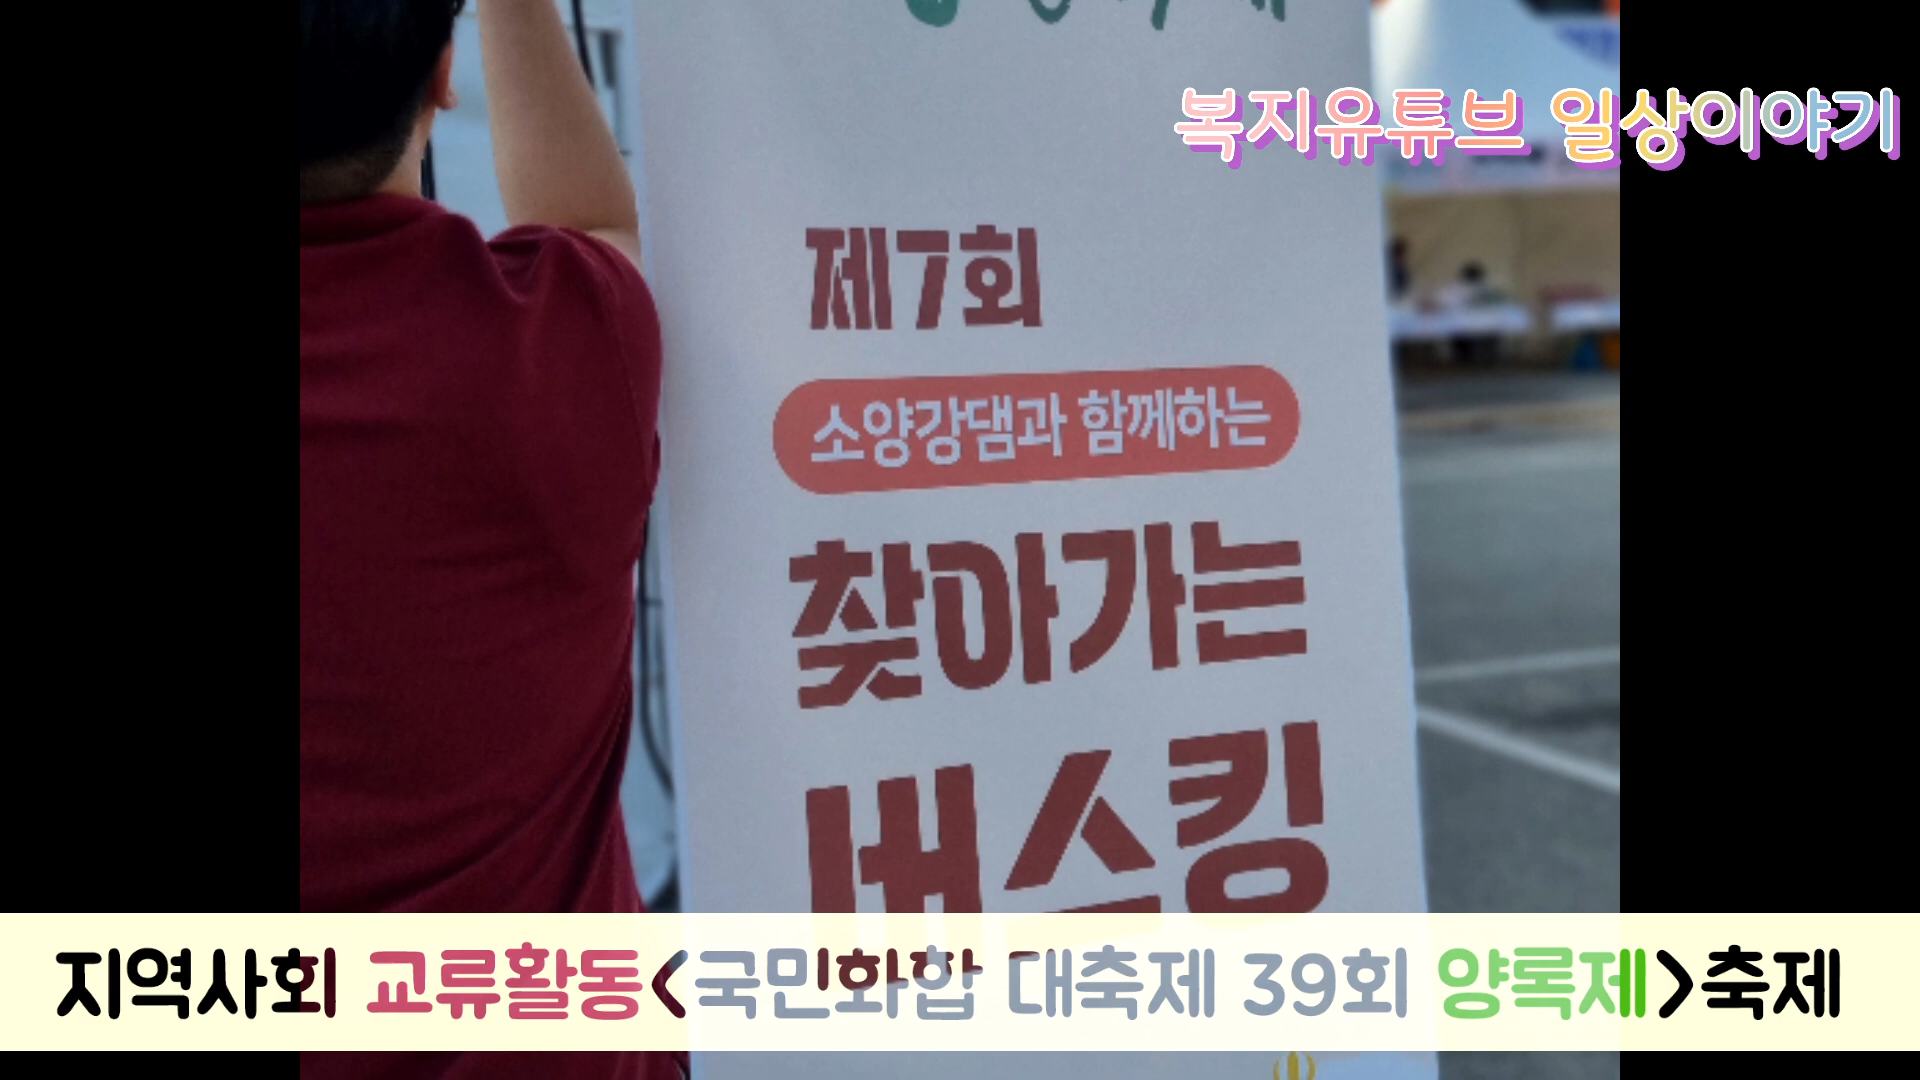 복지유튜브 일상이야기
제7회
소양강댐과 함께하는
찾아가는
버스킹
지역사회 교류활동<국민화합 대축제 39회 양록제>축제